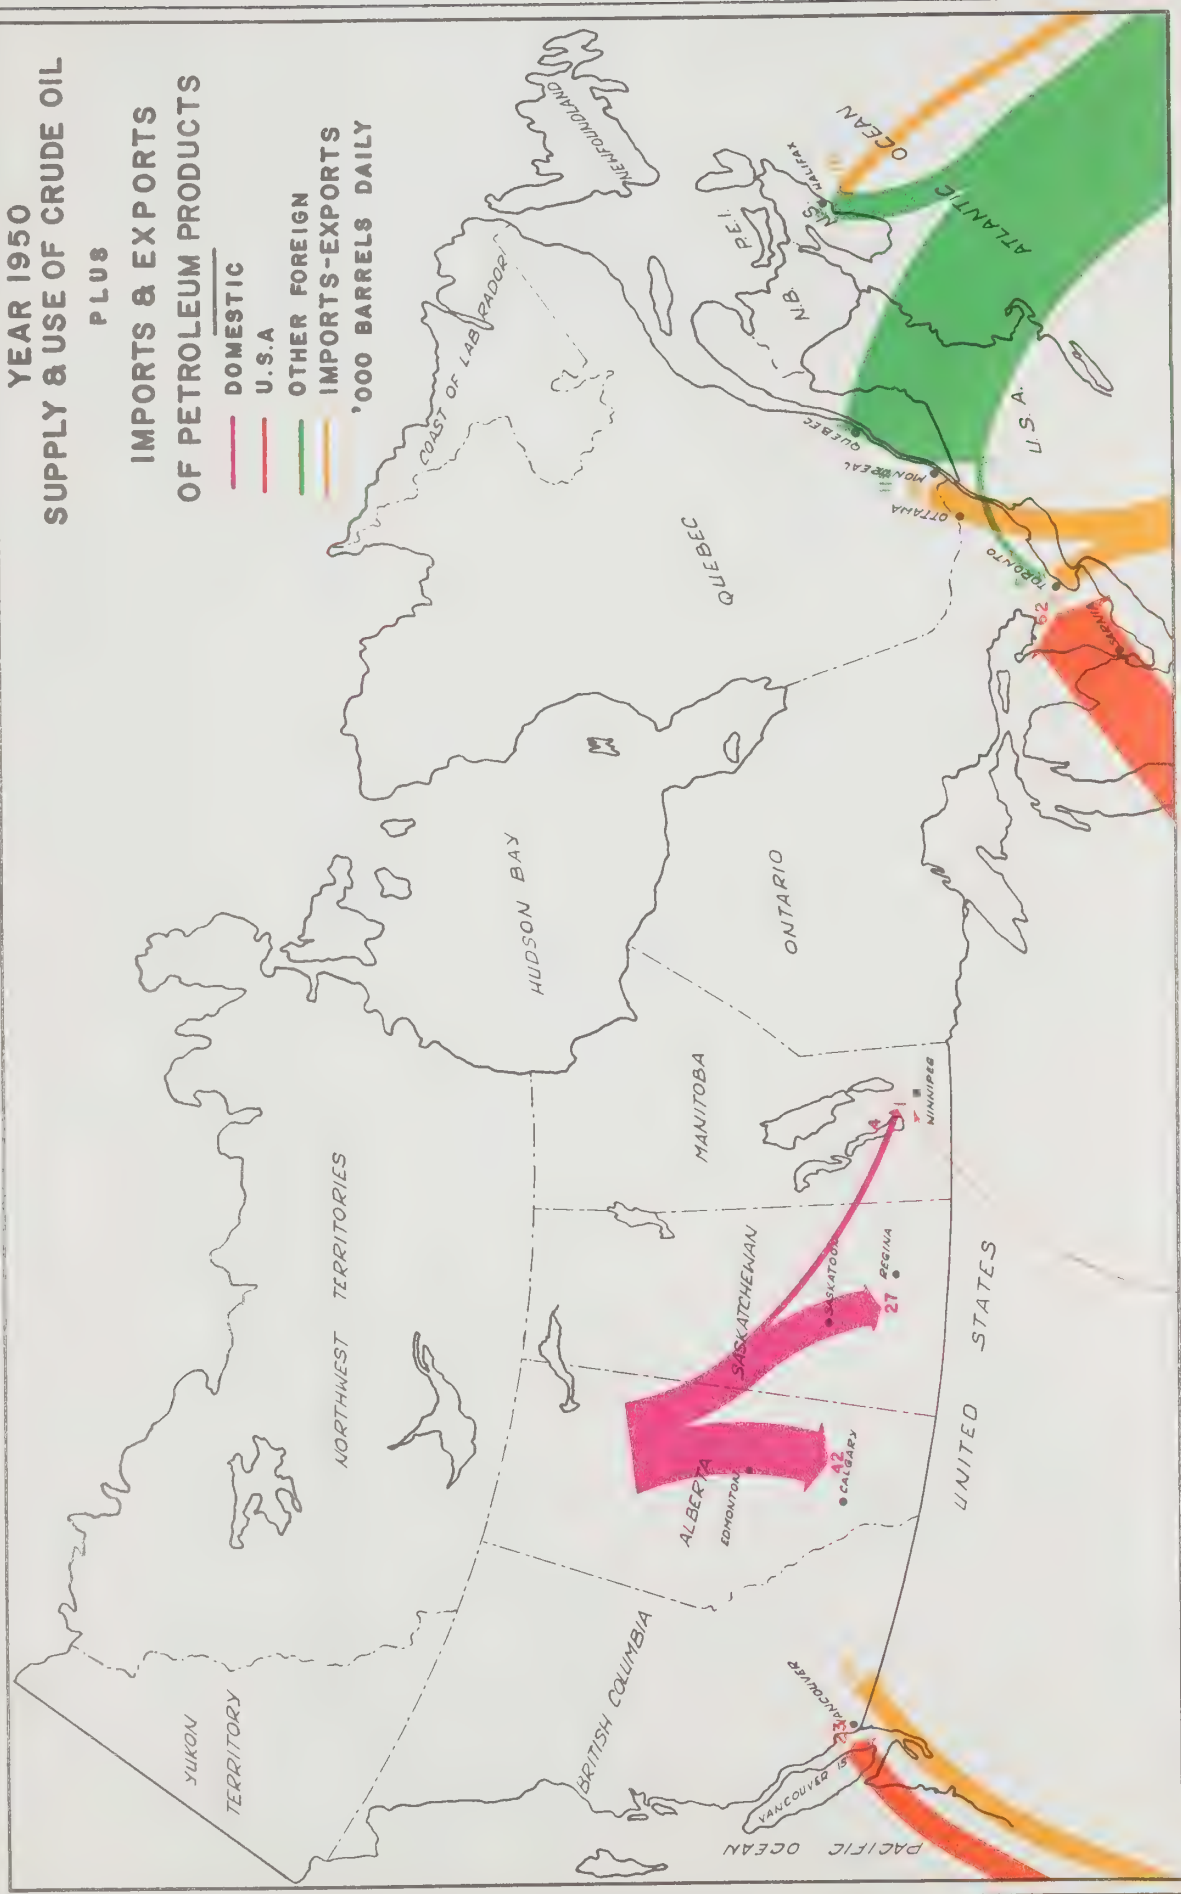 YEAR 1950
SUPPLY & USE OF CRUDE OIL
PLUS
IMPORTS & EXPORTS
OF PETROLEUM PRODUCTS
DOMESTIC
U.S.A
OTHER FOREIGN
IMPORTS-EXPORTS
'000 BARRELS DAILY
YUKON
TERRITORY
NORTHWEST TERRITORIES
HUDSON BAY
COAST OF LABRADOR
NEWFOUNDLAND
BRITISH COLUMBIA
ALBERTA
EDMONTON
42
CALGARY
SASKATCHEWAN
SASKATOON
27
REGINA
MANITOBA
4
1
WINNIPEG
ONTARIO
QUEBEC
QUEBEC
MONTREAL
OTTAWA
TORONTO
62
SARNIA
N.B.
P.E.I.
N.S.
HALIFAX
ATLANTIC
OCEAN
U.S.A.
UNITED STATES
VANCOUVER
23
VANCOUVER IS
PACIFIC OCEAN